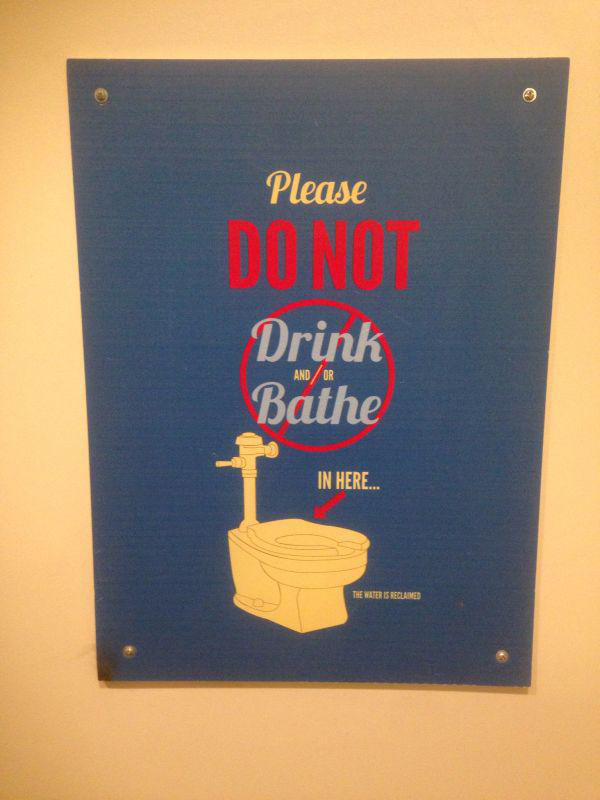 Please
DO NOT
Drink
AND / OR
Bathe
IN HERE...
THE WATER IS RECLAIMED